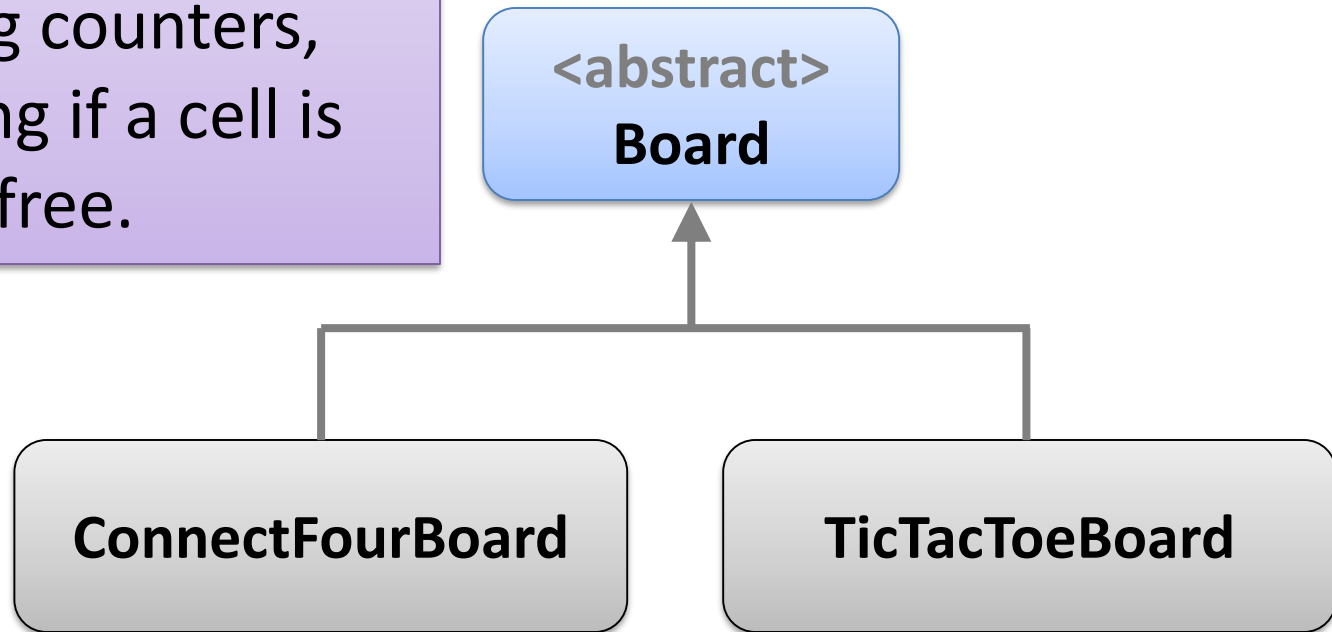 g counters,
ng if a cell is
free.
<abstract>
Board
ConnectFourBoard
TicTacToeBoard